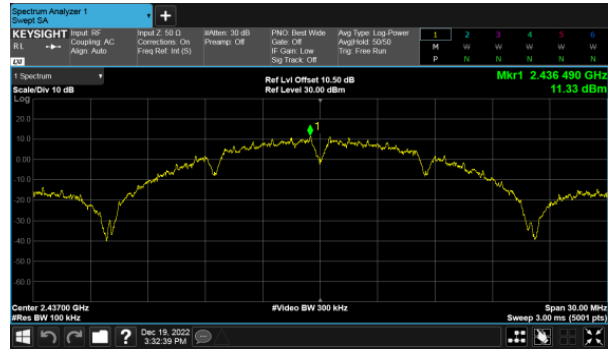 Spectrum Analyzer 1
Swept SA
+
KEYSIGHT
RL
LXI
Input: RF
Coupling: AC
Align: Auto
Input Z: 50 Ω
Corrections: On
Freq Ref: Int (S)
#Atten: 30 dB
Preamp: Off
PNO: Best Wide
Gate: Off
IF Gain: Low
Sig Track: Off
Avg Type: Log-Power
Avg|Hold: 50/50
Trig: Free Run
1 2 3 4 5 6
M W W W W W
P N N N N N
1 Spectrum
Scale/Div 10 dB
Ref Lvl Offset 10.50 dB
Ref Level 30.00 dBm
Mkr1 2.436 490 GHz
11.33 dBm
Log
20.0
10.0
0.00
-10.0
-20.0
-30.0
-40.0
-50.0
-60.0
1
Center 2.43700 GHz
#Res BW 100 kHz
#Video BW 300 kHz
Span 30.00 MHz
Sweep 3.00 ms (5001 pts)
?
Dec 19, 2022
3:32:39 PM